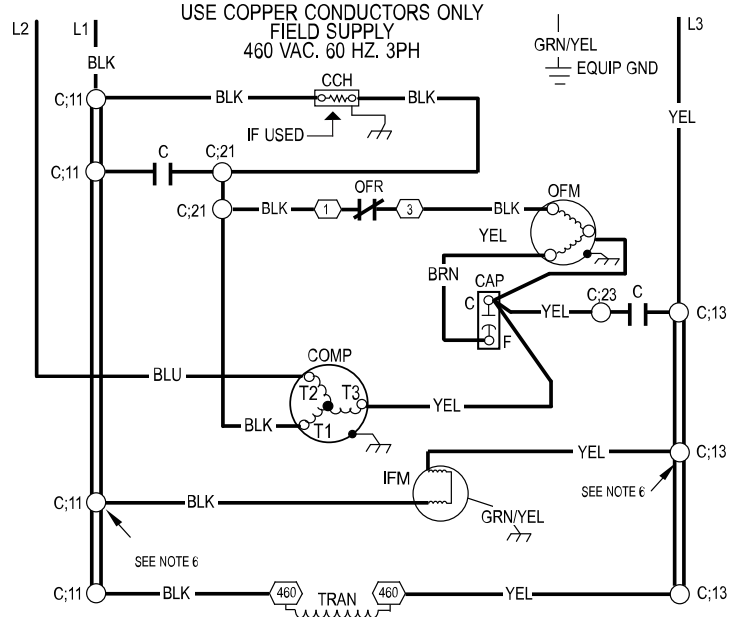 USE COPPER CONDUCTORS ONLY
L2 L1 FIELD SUPPLY L3
460 VAC. 60 HZ. 3PH
GRN/YEL
BLK
EQUIP GND
CCH
C;11 BLK BLK
YEL
IF USED
C C;21
C;11
OFR OFM
C;21 BLK 1 3 BLK
YEL
BRN CAP
C YEL C;23 C
C;13
F
COMP
BLU
T2 T3
YEL
BLK T1
YEL C;13
IFM
SEE NOTE 6
C;11 BLK
GRN/YEL
SEE NOTE 6
C;11 BLK 460 TRAN 460 YEL C;13